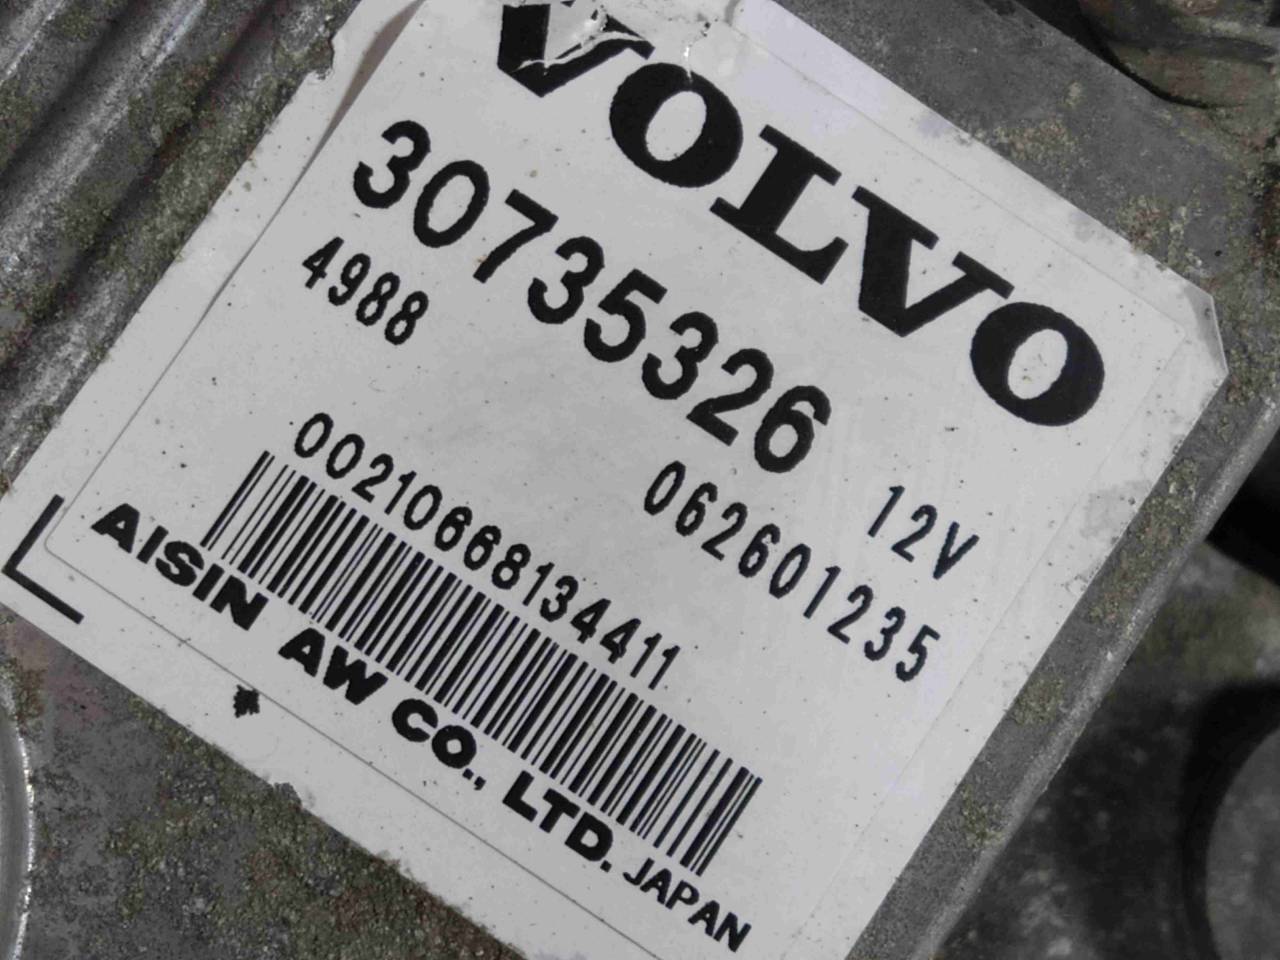 VOLVO
30735326
4988
12V
062601235
00210668134411
AISIN AW CO., LTD. JAPAN